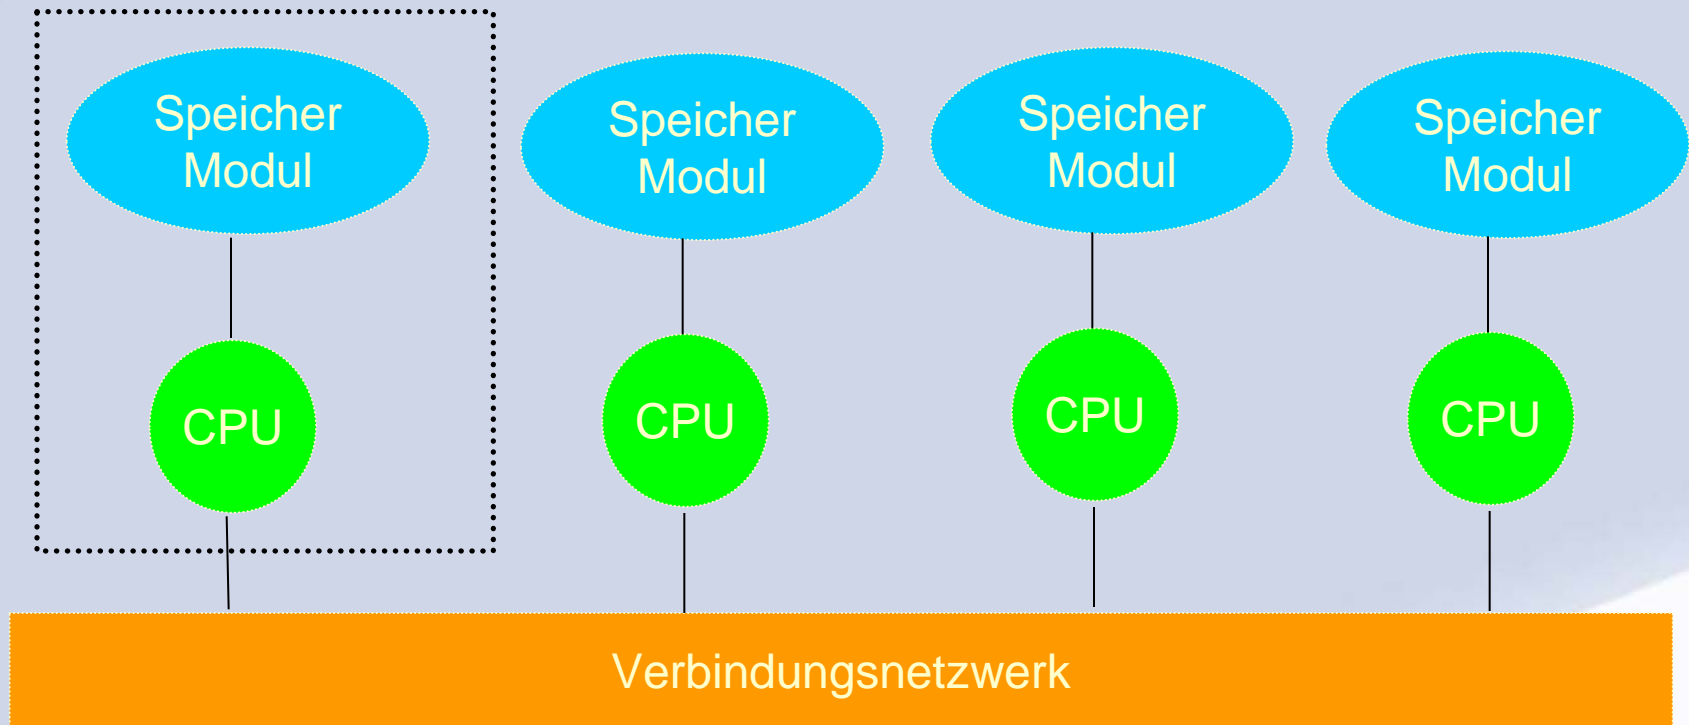 Speicher
Modul
Speicher
Modul
Speicher
Modul
Speicher
Modul
CPU
CPU
CPU
CPU
Verbindungsnetzwerk